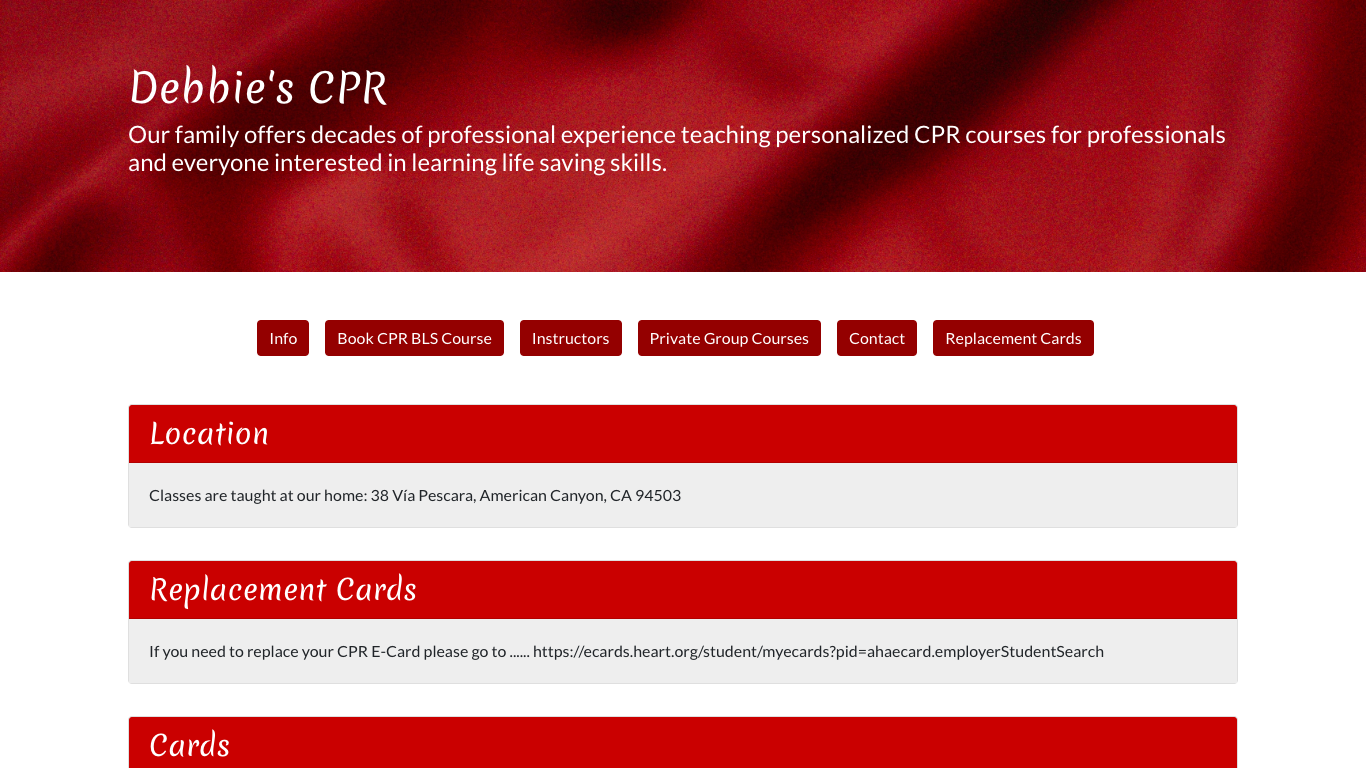 Debbie's CPR
Our family offers decades of professional experience teaching personalized CPR courses for professionals
and everyone interested in learning life saving skills.
Info
Book CPR BLS Course
Instructors
Private Group Courses
Contact
Replacement Cards
Location
Classes are taught at our home: 38 Vía Pescara, American Canyon, CA 94503
Replacement Cards
If you need to replace your CPR E-Card please go to ...... https://ecards.heart.org/student/myecards?pid=ahaecard.employerStudentSearch
Cards